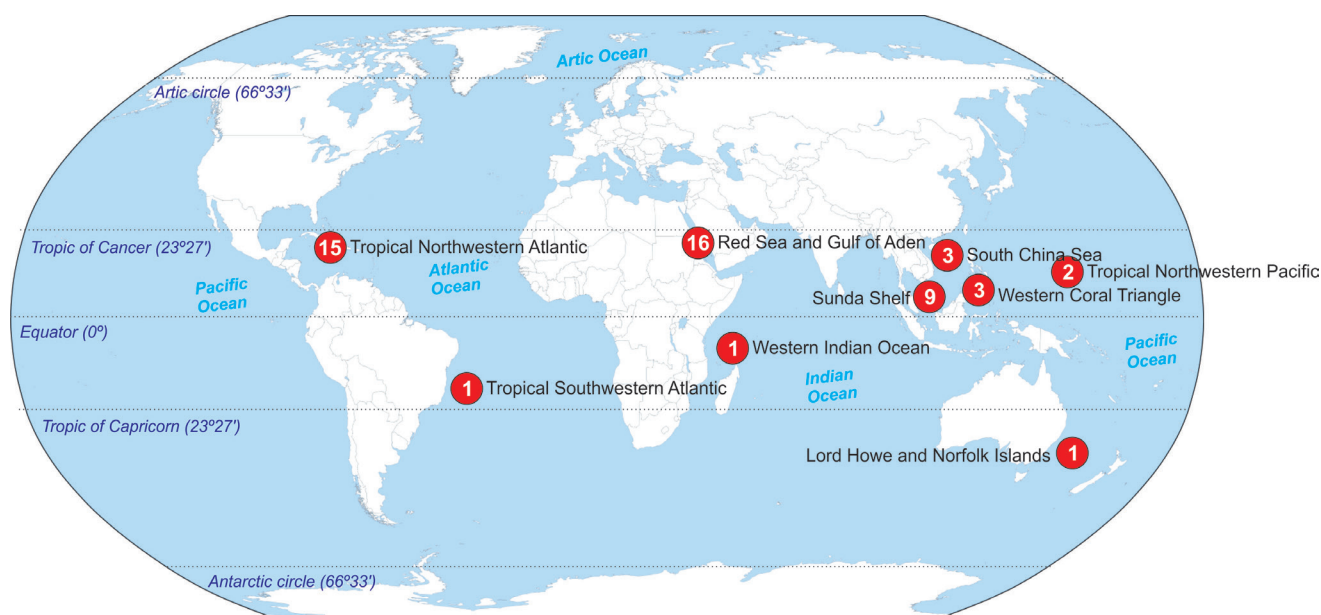 Artic Ocean
Artic circle (66º33')
Tropic of Cancer (23º27')
15 Tropical Northwestern Atlantic
16 Red Sea and Gulf of Aden
3 South China Sea
2 Tropical Northwestern Pacific
Atlantic
Ocean
Pacific
Ocean
Sunda Shelf 9
3 Western Coral Triangle
Equator (0º)
1 Western Indian Ocean
Pacific
Ocean
Indian
Ocean
1 Tropical Southwestern Atlantic
Tropic of Capricorn (23º27')
Lord Howe and Norfolk Islands 1
Antarctic circle (66º33')